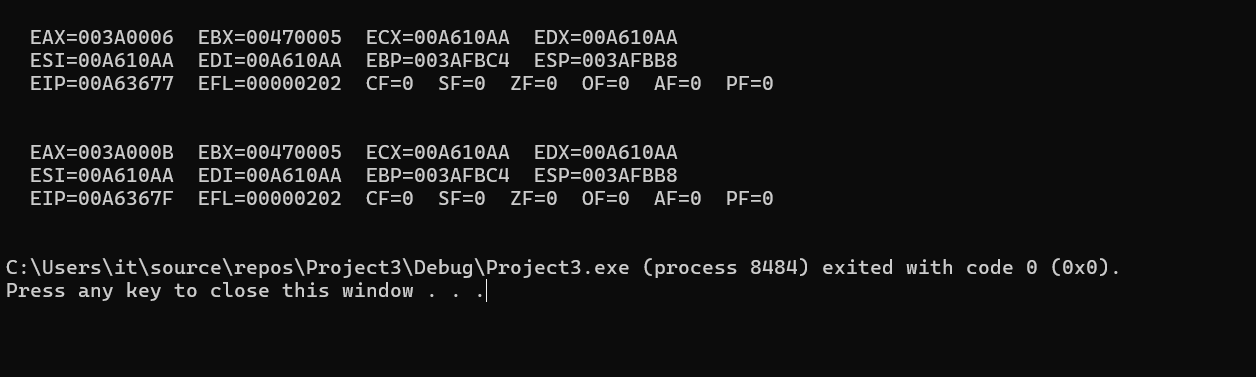 EAX=003A0006  EBX=00470005  ECX=00A610AA  EDX=00A610AA
ESI=00A610AA  EDI=00A610AA  EBP=003AFBC4  ESP=003AFBB8
EIP=00A63677  EFL=00000202  CF=0  SF=0  ZF=0  OF=0  AF=0  PF=0
EAX=003A000B  EBX=00470005  ECX=00A610AA  EDX=00A610AA
ESI=00A610AA  EDI=00A610AA  EBP=003AFBC4  ESP=003AFBB8
EIP=00A6367F  EFL=00000202  CF=0  SF=0  ZF=0  OF=0  AF=0  PF=0
C:\Users\it\source\repos\Project3\Debug\Project3.exe (process 8484) exited with code 0 (0x0).
Press any key to close this window . . .